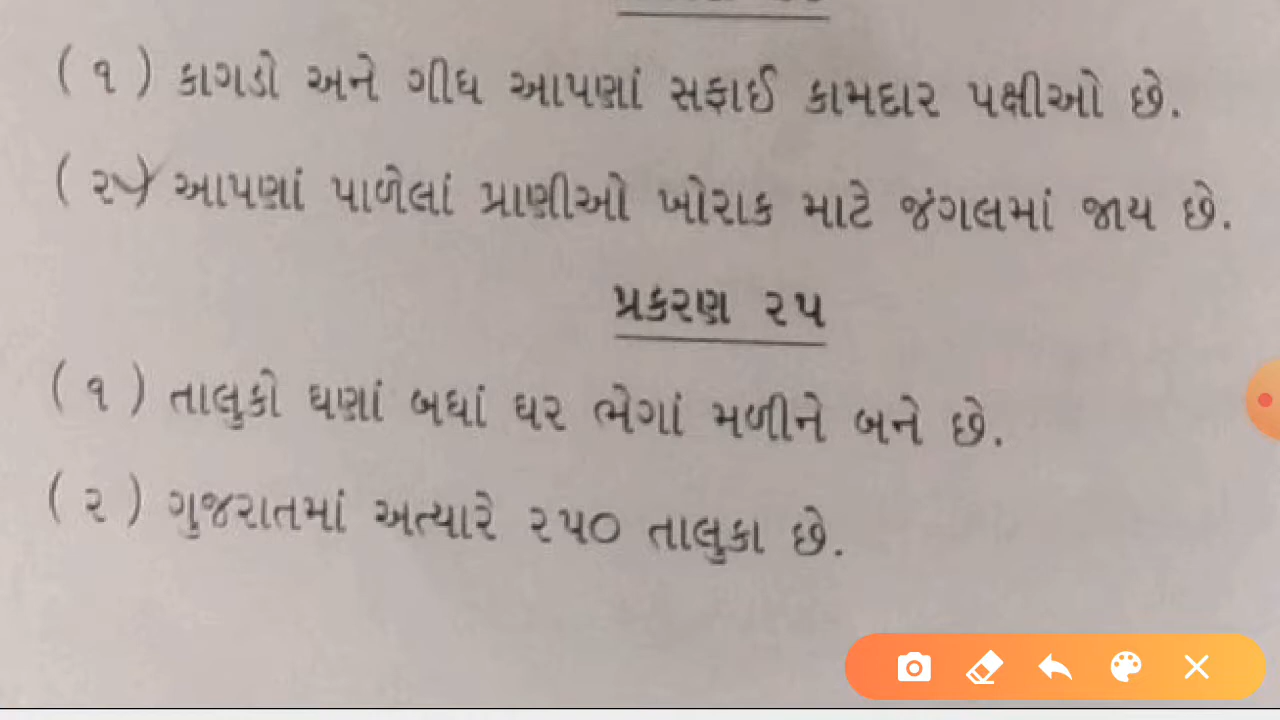 (૧) કાગડો અને ગીધ આપણાં સફાઈ કામદાર પક્ષીઓ છે.
(૨) આપણાં પાળેલાં પ્રાણીઓ ખોરાક માટે જંગલમાં જાય છે.
પ્રકરણ ૨૫
(૧) તાલુકો ઘણાં બધાં ઘર ભેગાં મળીને બને છે.
(૨) ગુજરાતમાં અત્યારે ૨૫૦ તાલુકા છે.